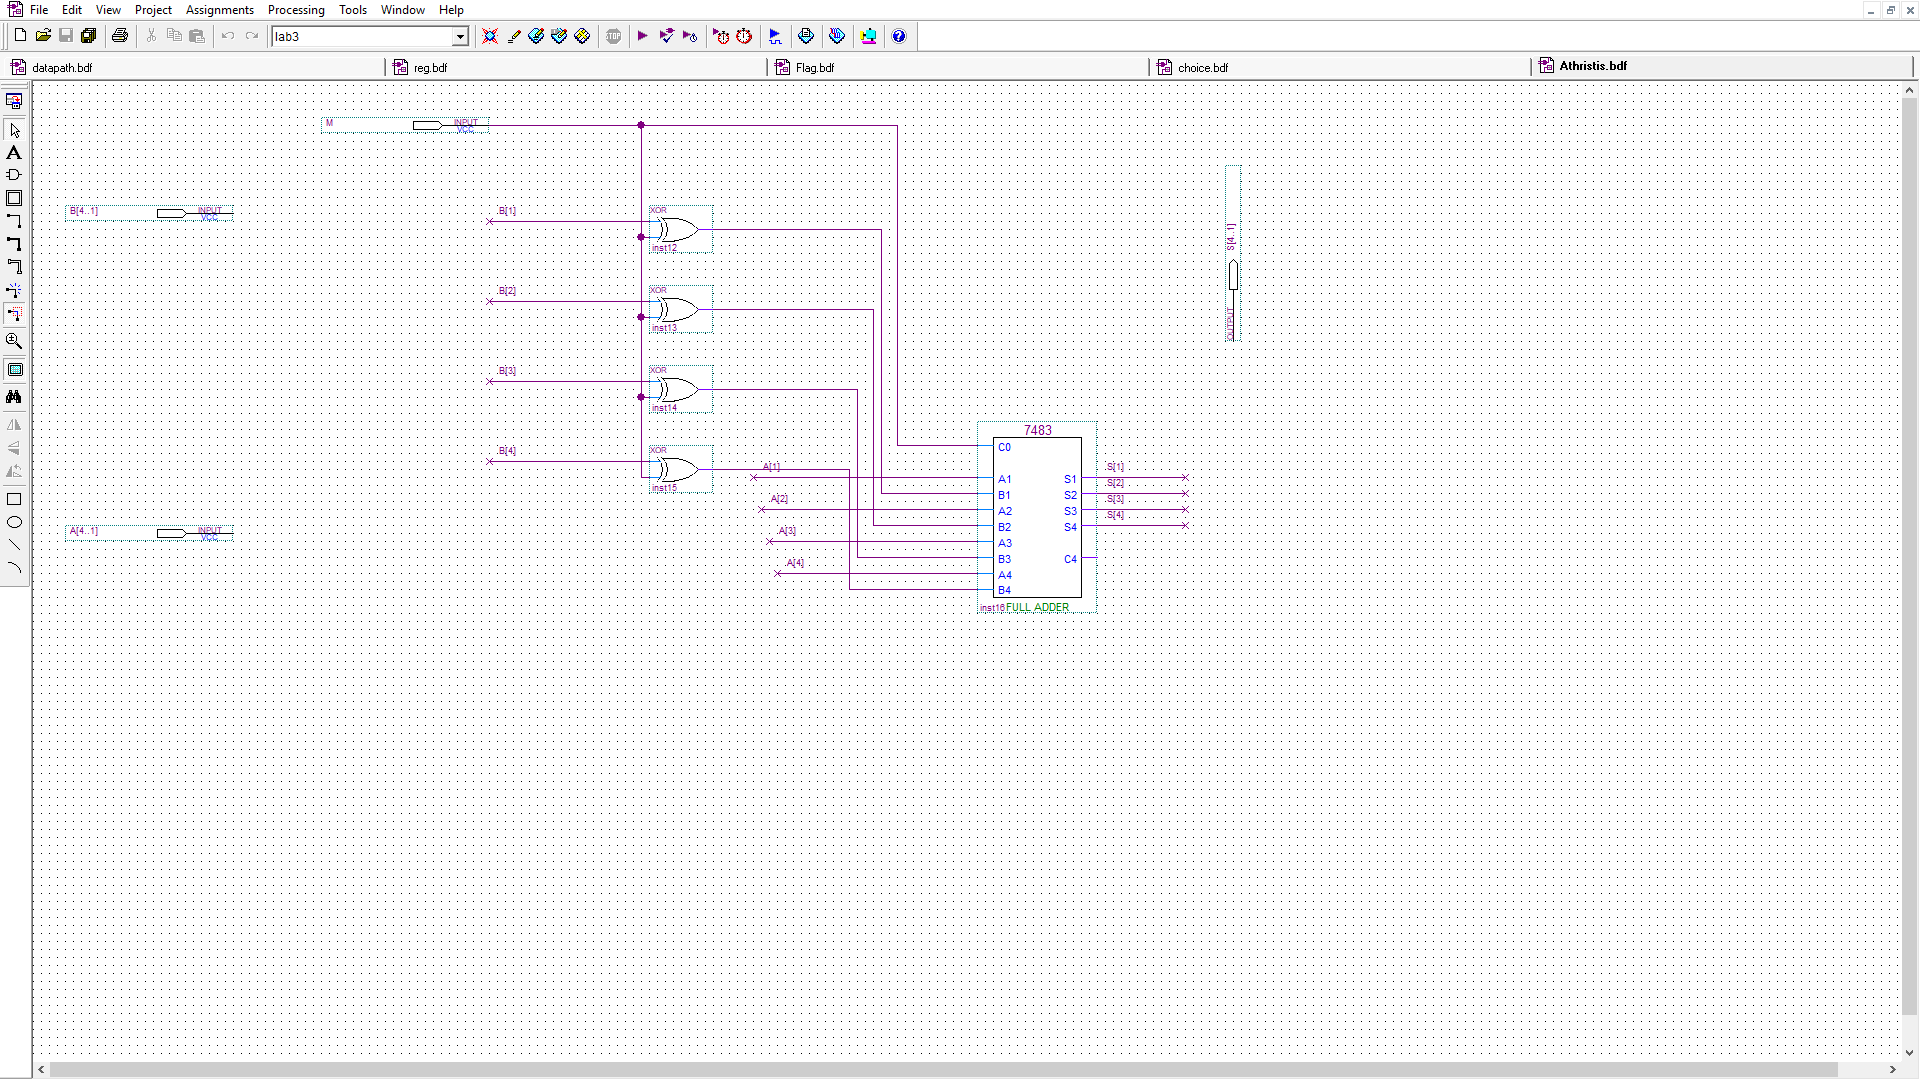 File Edit View Project Assignments Processing Tools Window Help
lab3
STOP
datapath.bdf
reg.bdf
Flag.bdf
choice.bdf
Athristis.bdf
M
INPUT
VCC
B[4..1]
INPUT
VCC
B[1]
XOR
inst12
B[2]
XOR
inst13
B[3]
XOR
inst14
B[4]
XOR
inst15
A[4..1]
INPUT
VCC
A[1]
A[2]
A[3]
A[4]
7483
C0
A1
B1
A2
B2
A3
B3
A4
B4
S1
S2
S3
S4
C4
inst16
FULL ADDER
S[1]
S[2]
S[3]
S[4]
S[4..1]
OUTPUT